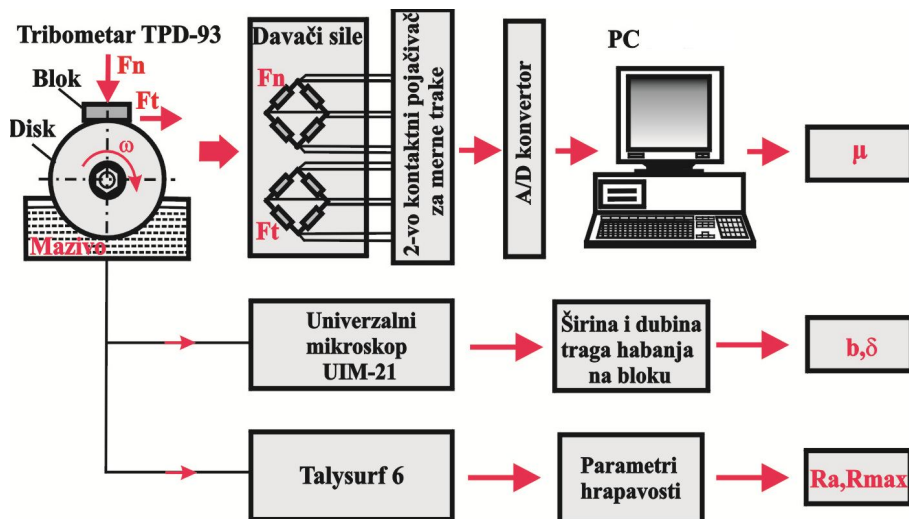 Tribometar TPD-93
Fn
Blok
Ft
Disk
ω
Mazivo
Davači sile
Fn
Ft
2-vo kontaktni pojačivač
za merne trake
A/D konvertor
PC
μ
Univerzalni
mikroskop
UIM-21
Širina i dubina
traga habanja
na bloku
b,δ
Talysurf 6
Parametri
hrapavosti
Ra,Rmax